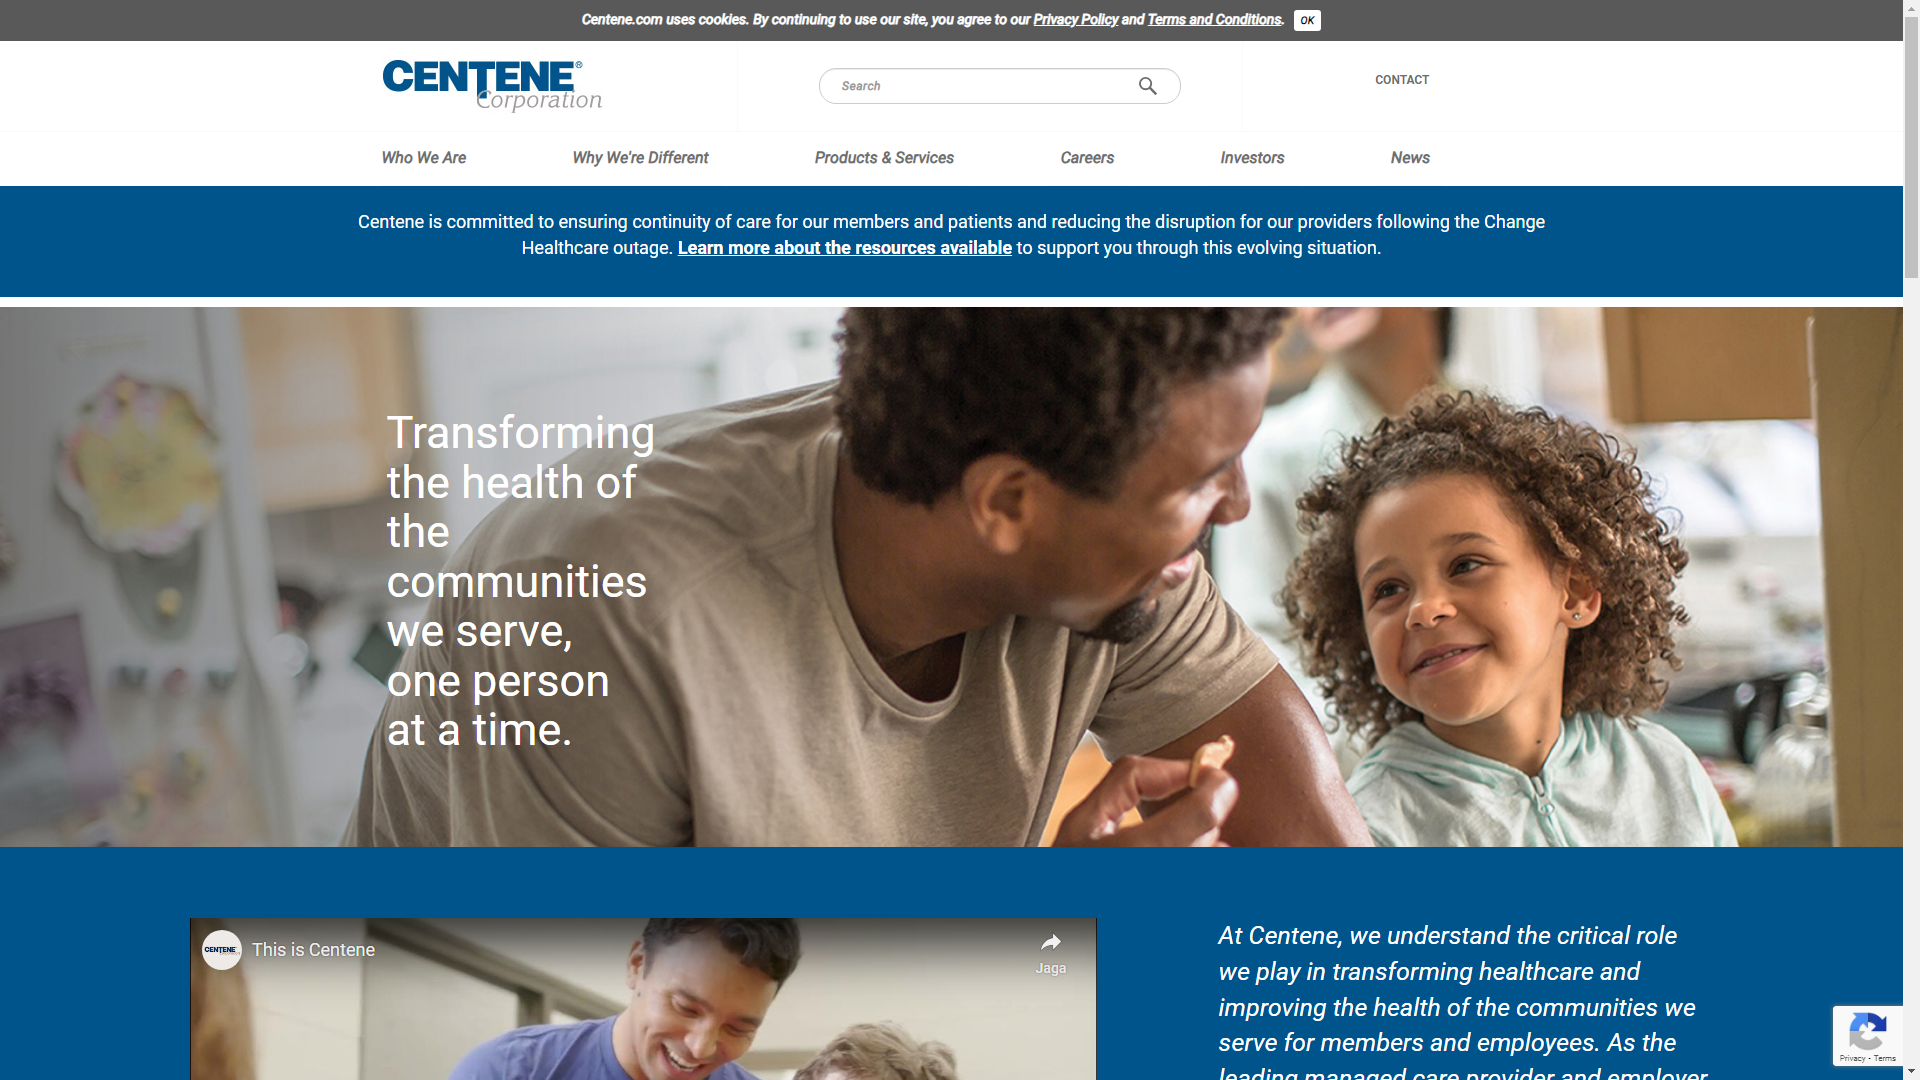 Centene.com uses cookies. By continuing to use our site, you agree to our Privacy Policy and Terms and Conditions. OK
CENTENE®
Corporation
Search
CONTACT
Who We Are
Why We're Different
Products & Services
Careers
Investors
News
Centene is committed to ensuring continuity of care for our members and patients and reducing the disruption for our providers following the Change
Healthcare outage. Learn more about the resources available to support you through this evolving situation.
Transforming
the health of
the
communities
we serve,
one person
at a time.
CENTENE
This is Centene
Jaga
At Centene, we understand the critical role
we play in transforming healthcare and
improving the health of the communities we
serve for members and employees. As the
leading managed care provider and employer
Privacy - Terms